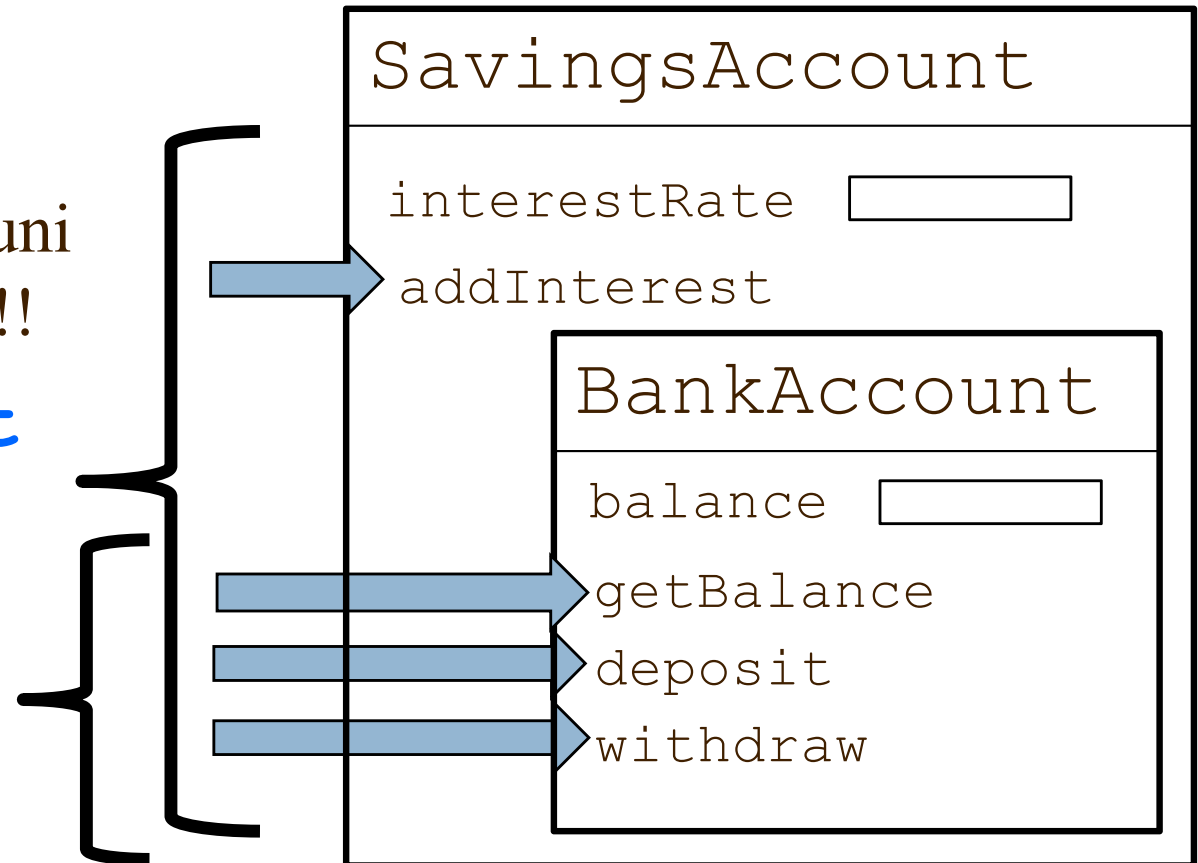 SavingsAccount
interestRate
uni
addInterest
!!
BankAccount
balance
getBalance
deposit
withdraw